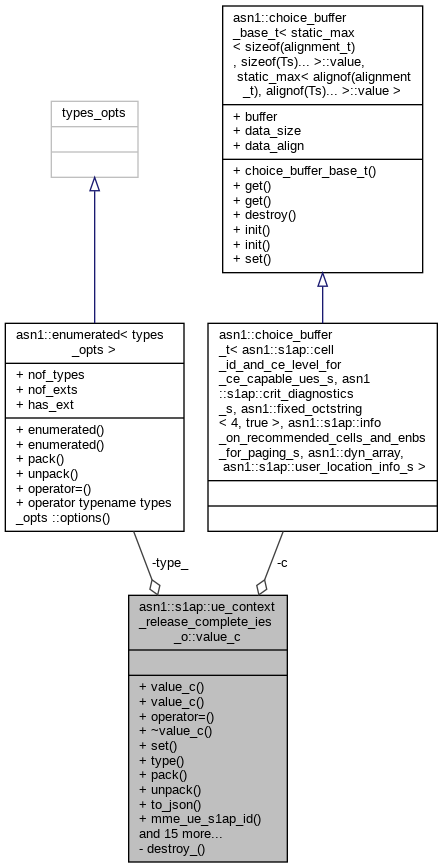 asn1::choice_buffer
_base_t< static_max
< sizeof(alignment_t)
, sizeof(Ts)... >::value,
static_max< alignof(alignment
_t), alignof(Ts)... >::value >
+ buffer
+ data_size
+ data_align
+ choice_buffer_base_t()
+ get()
+ get()
+ destroy()
+ init()
+ init()
+ set()
types_opts
asn1::enumerated< types
_opts >
+ nof_types
+ nof_exts
+ has_ext
+ enumerated()
+ enumerated()
+ pack()
+ unpack()
+ operator=()
+ operator typename types
_opts ::options()
asn1::choice_buffer
_t< asn1::s1ap::cell
_id_and_ce_level_for
_ce_capable_ues_s, asn1
::s1ap::crit_diagnostics
_s, asn1::fixed_octstring
< 4, true >, asn1::s1ap::info
_on_recommended_cells_and_enbs
_for_paging_s, asn1::dyn_array,
asn1::s1ap::user_location_info_s >
-type_
-c
asn1::s1ap::ue_context
_release_complete_ies
_o::value_c
+ value_c()
+ value_c()
+ operator=()
+ ~value_c()
+ set()
+ type()
+ pack()
+ unpack()
+ to_json()
+ mme_ue_s1ap_id()
and 15 more...
- destroy_()